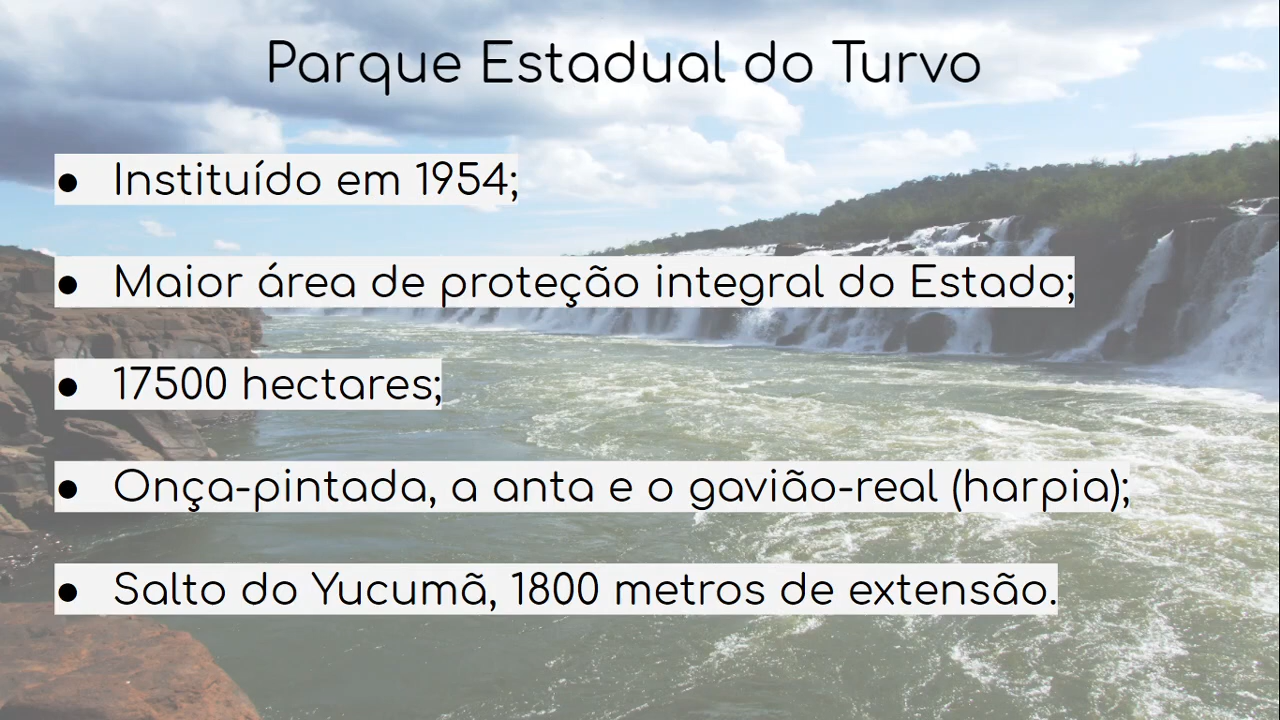 Parque Estadual do Turvo
● Instituído em 1954;
● Maior área de proteção integral do Estado;
● 17500 hectares;
● Onça-pintada, a anta e o gavião-real (harpia);
● Salto do Yucumã, 1800 metros de extensão.